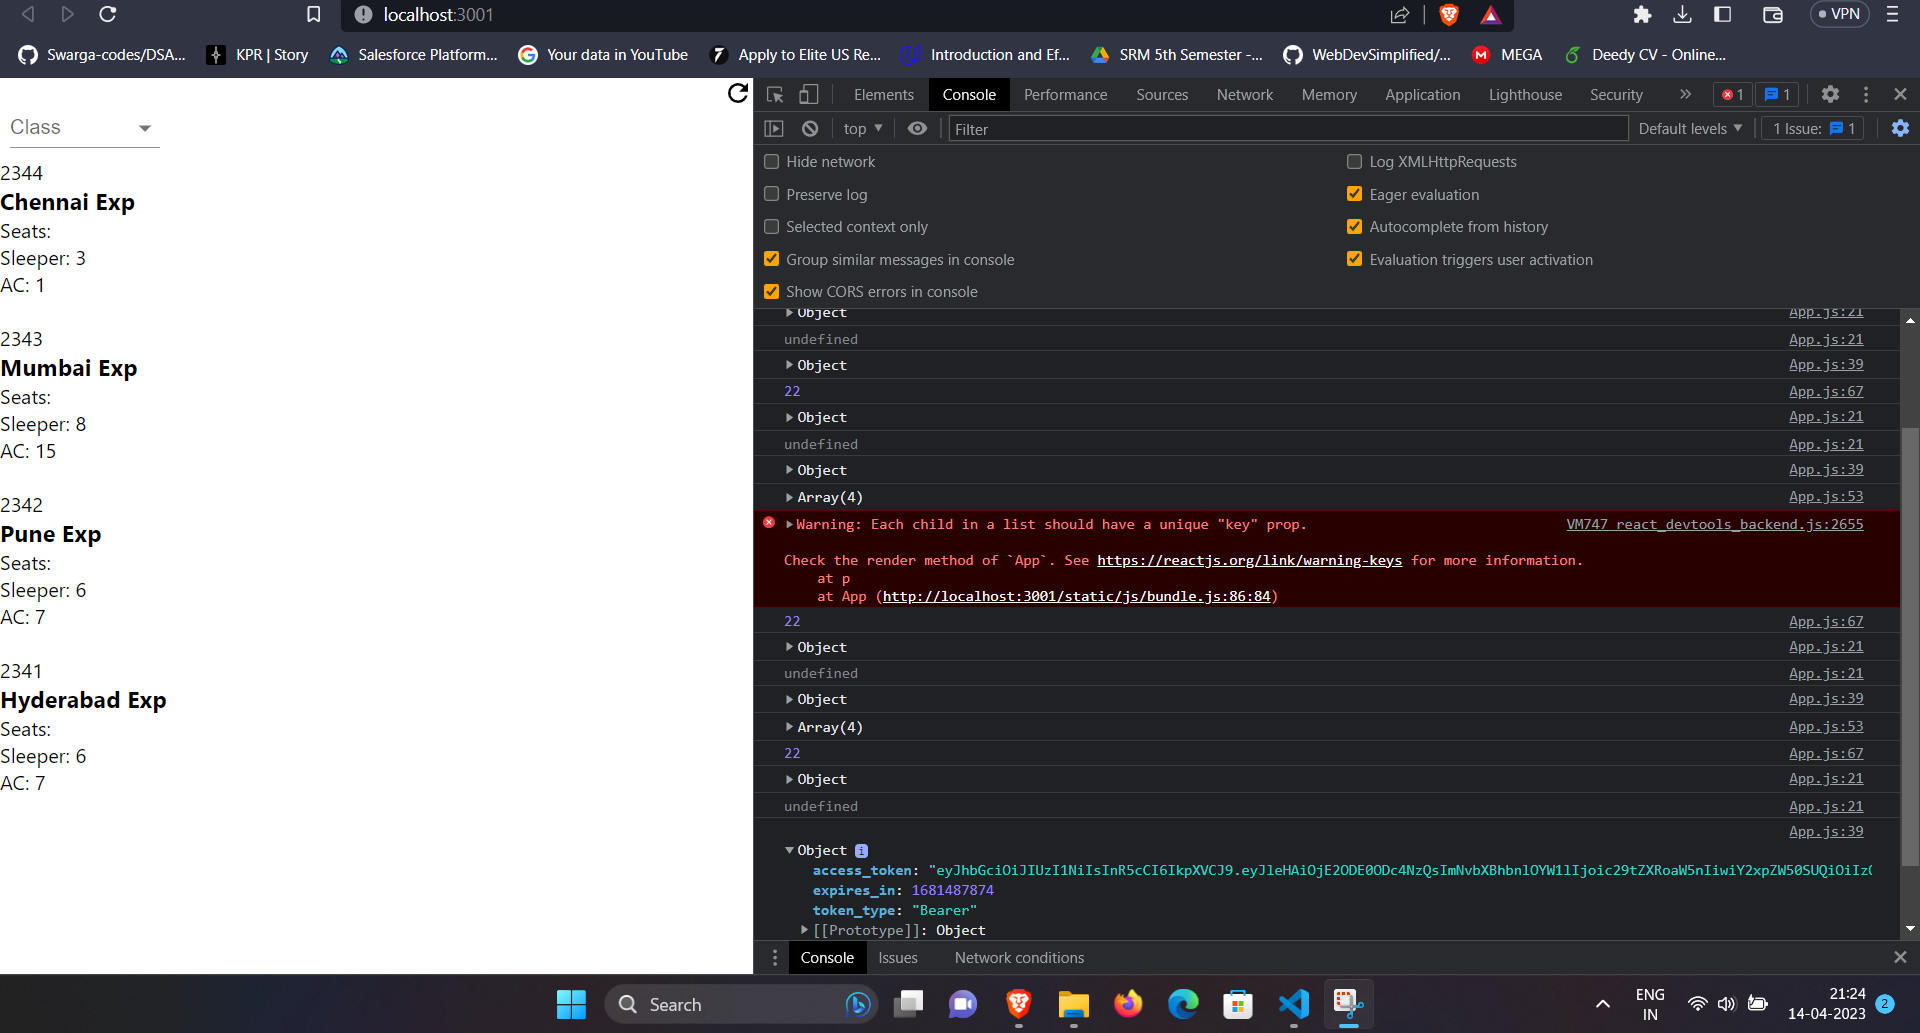 localhost:3001
VPN
Swarga-codes/DSA...
KPR | Story
Salesforce Platform...
Your data in YouTube
Apply to Elite US Re...
Introduction and Ef...
SRM 5th Semester -...
WebDevSimplified/...
MEGA
Deedy CV - Online...
Class
2344
Chennai Exp
Seats:
Sleeper: 3
AC: 1
2343
Mumbai Exp
Seats:
Sleeper: 8
AC: 15
2342
Pune Exp
Seats:
Sleeper: 6
AC: 7
2341
Hyderabad Exp
Seats:
Sleeper: 6
AC: 7
Elements Console Performance Sources Network Memory Application Lighthouse Security 1 1
top Filter Default levels 1 Issue: 1
Hide network Log XMLHttpRequests
Preserve log Eager evaluation
Selected context only Autocomplete from history
Group similar messages in console Evaluation triggers user activation
Show CORS errors in console
Object App.js:21
undefined App.js:21
Object App.js:39
22 App.js:67
Object App.js:21
undefined App.js:21
Object App.js:39
Array(4) App.js:53
Warning: Each child in a list should have a unique "key" prop. VM747 react_devtools_backend.js:2655
Check the render method of `App`. See https://reactjs.org/link/warning-keys for more information.
at p
at App (http://localhost:3001/static/js/bundle.js:86:84)
22 App.js:67
Object App.js:21
undefined App.js:21
Object App.js:39
Array(4) App.js:53
22 App.js:67
Object App.js:21
undefined App.js:21
App.js:39
Object i
access_token: "eyJhbGciOiJIUzI1NiIsInR5cCI6IkpXVCJ9.eyJleHAiOjE2ODE0ODc4NzQsImNvbXBhbnlOYW1lIjoic29tZXRoaW5nIiwiY2xpZW50SUQiOiIz
expires_in: 1681487874
token_type: "Bearer"
[[Prototype]]: Object
Console Issues Network conditions
Search
ENG
IN
21:24
14-04-2023
2